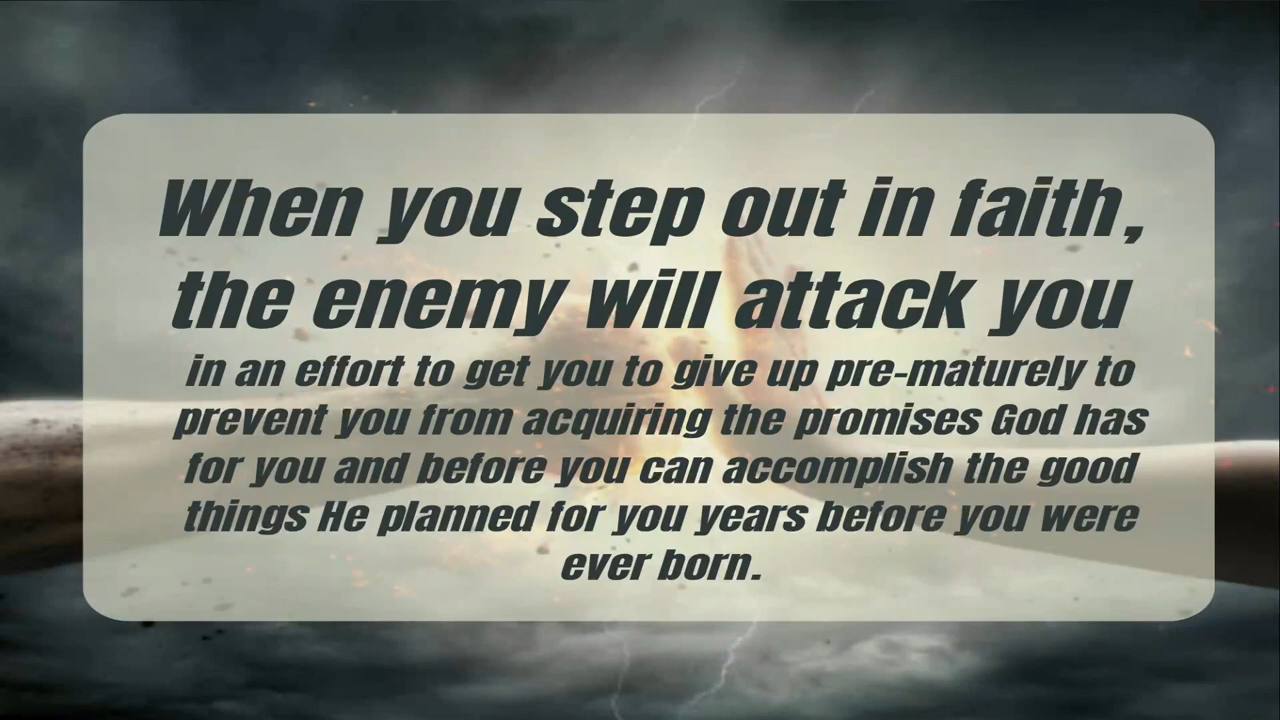 When you step out in faith,
the enemy will attack you
in an effort to get you to give up pre-maturely to
prevent you from acquiring the promises God has
for you and before you can accomplish the good
things He planned for you years before you were
ever born.